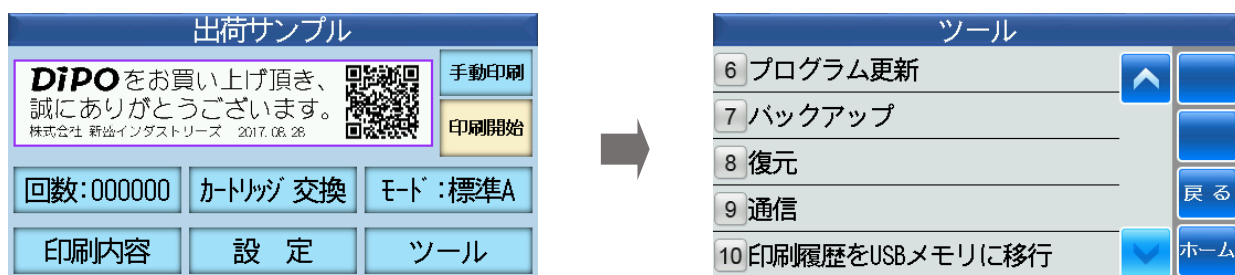 出荷サンプル
DiPOをお買い上げ頂き、
誠にありがとうございます。
株式会社 新盛インダストリーズ 2017.08.28
手動印刷
印刷開始
回数:000000
カートリッジ 交換
モード:標準A
印刷内容
設 定
ツール
ツール
6 プログラム更新
7 バックアップ
8 復元
9 通信
10 印刷履歴をUSBメモリに移行
戻 る
ホーム